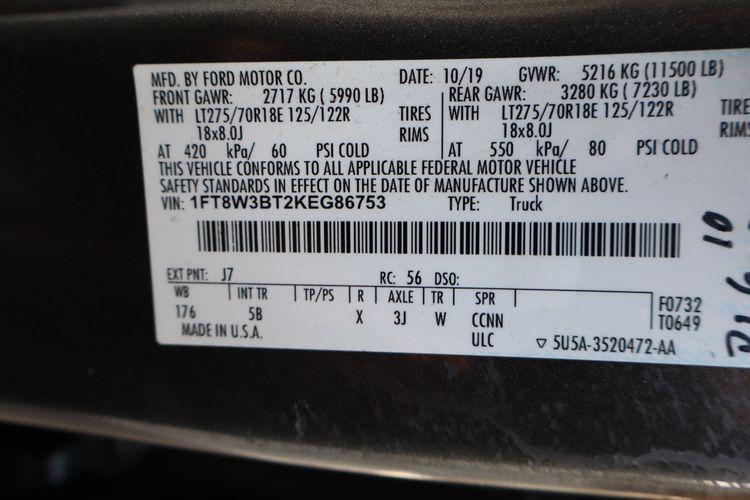 MFD. BY FORD MOTOR CO. DATE: 10/19 GVWR: 5216 KG (11500 LB)
FRONT GAWR: 2717 KG ( 5990 LB) REAR GAWR: 3280 KG ( 7230 LB)
WITH LT275/70R18E 125/122R TIRES WITH LT275/70R18E 125/122R TIRE
18x8.0J RIMS 18x8.0J RIMS
AT 420 kPa/ 60 PSI COLD AT 550 kPa/ 80 PSI COLD
THIS VEHICLE CONFORMS TO ALL APPLICABLE FEDERAL MOTOR VEHICLE
SAFETY STANDARDS IN EFFECT ON THE DATE OF MANUFACTURE SHOWN ABOVE.
VIN: 1FT8W3BT2KEG86753 TYPE: Truck
EXT PNT: J7 RC: 56 DSO:
WB INT TR TP/PS R AXLE TR SPR F0732
176 5B X 3J W CCNN T0649
MADE IN U.S.A. ULC ▽ 5U5A-3520472-AA